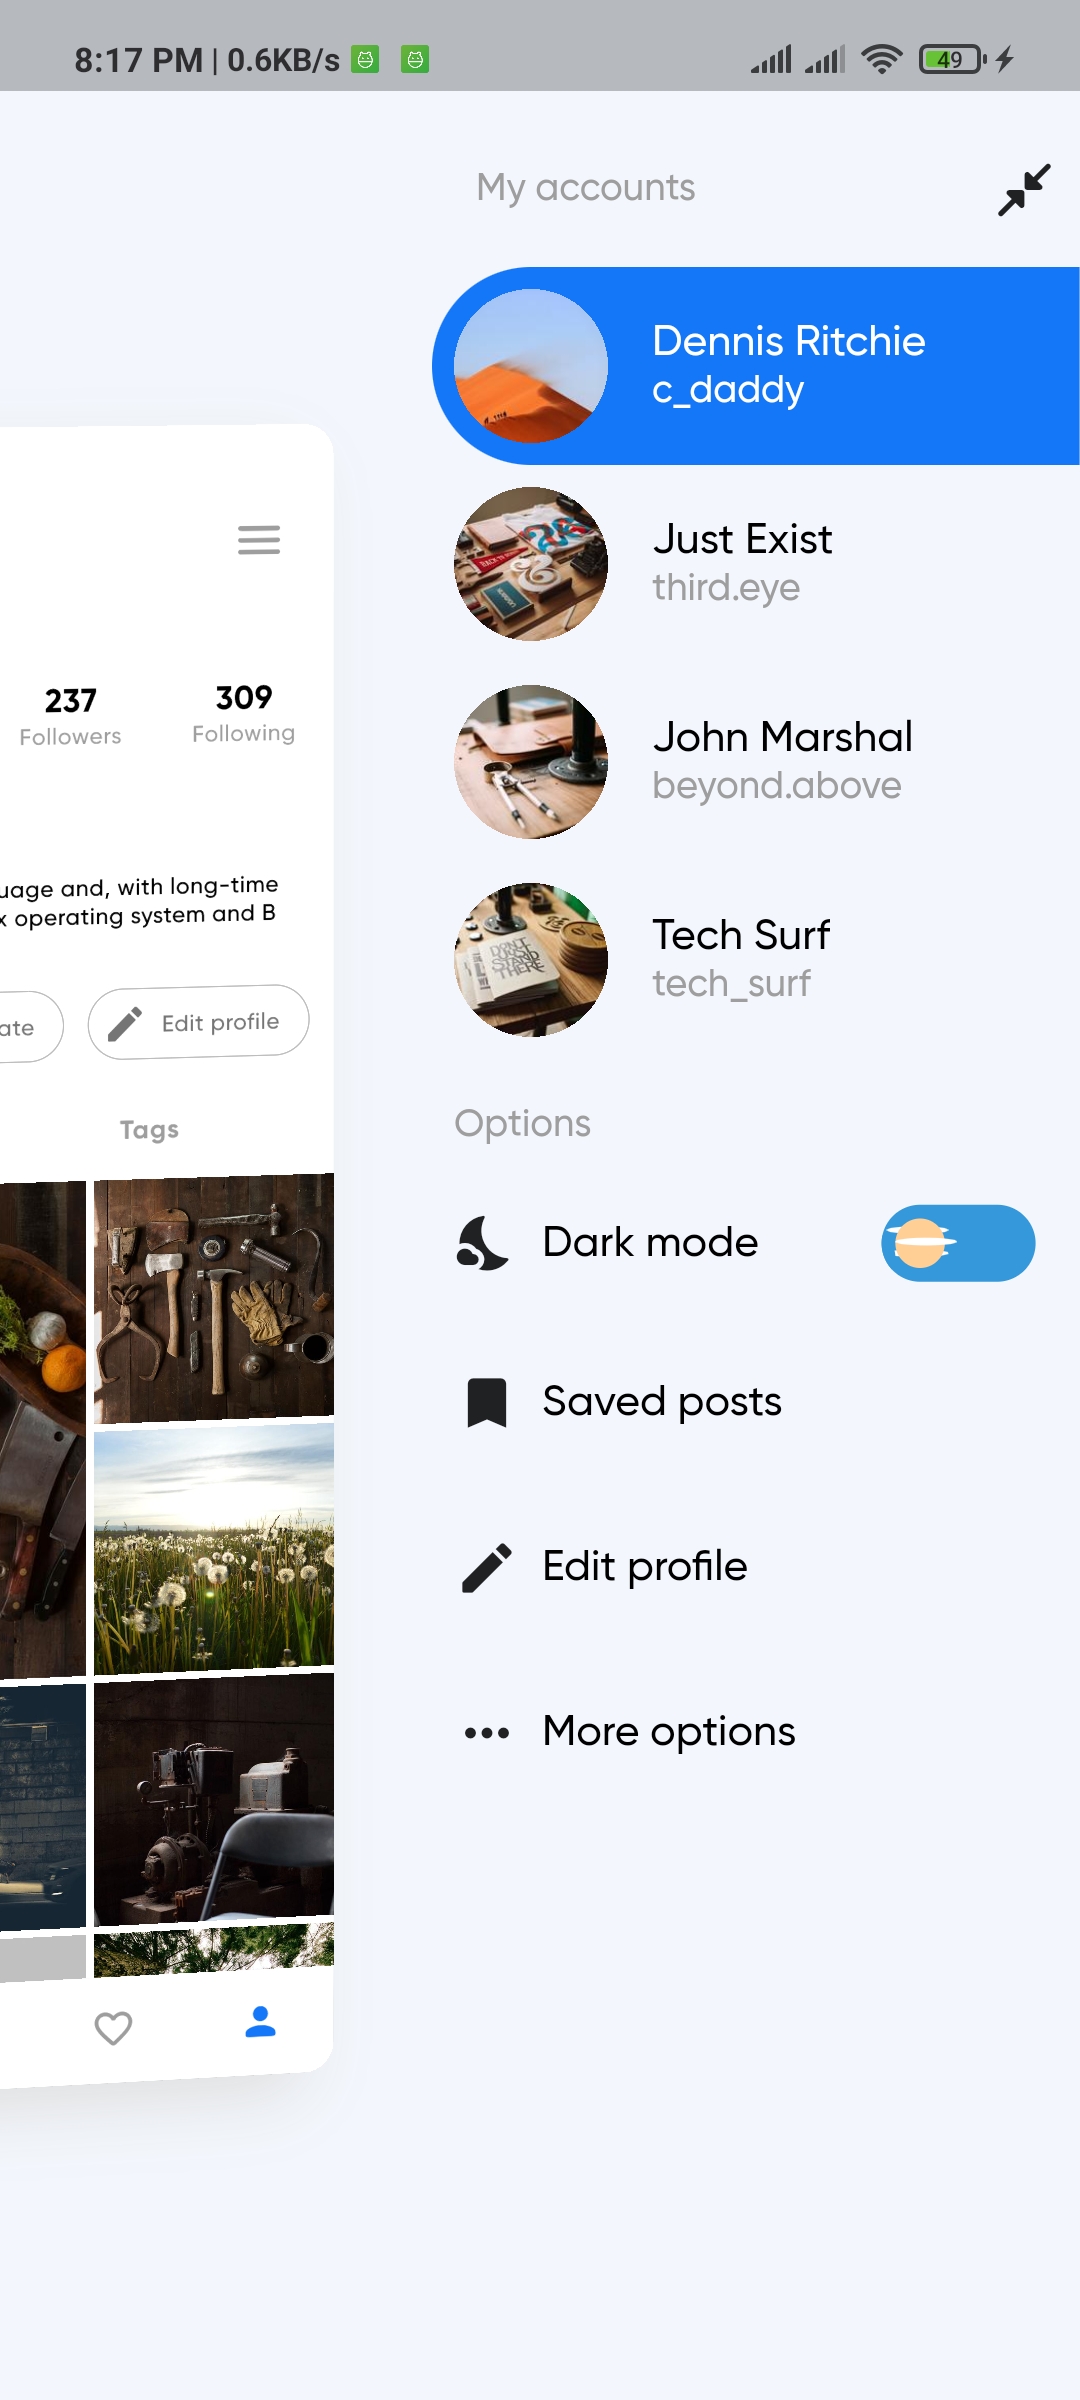 8:17 PM | 0.6KB/s
49
My accounts
Dennis Ritchie
c_daddy
Just Exist
third.eye
John Marshal
beyond.above
Tech Surf
tech_surf
Options
Dark mode
Saved posts
Edit profile
More options
237
Followers
309
Following
uage and, with long-time
x operating system and B
ate
Edit profile
Tags